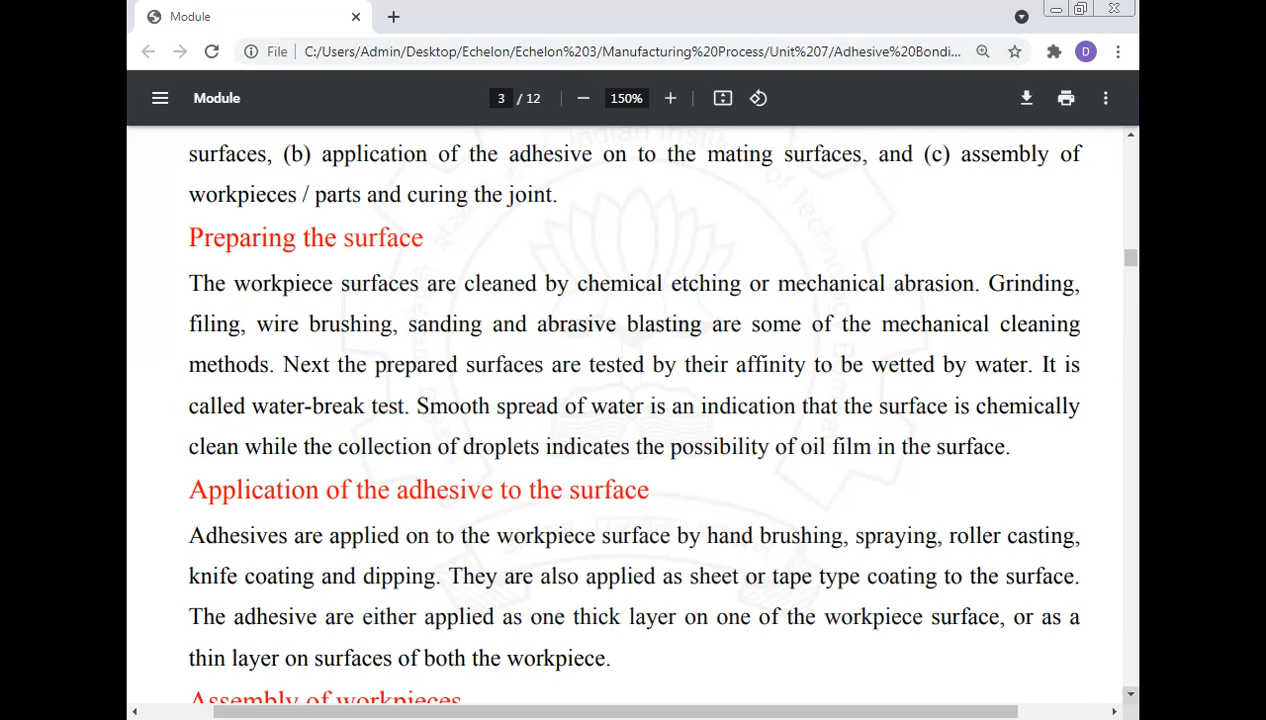 Module
File
C:/Users/Admin/Desktop/Echelon/Echelon%203/Manufacturing%20Process/Unit%207/Adhesive%20Bondi...
D
Module
3 / 12
150%
surfaces, (b) application of the adhesive on to the mating surfaces, and (c) assembly of
workpieces / parts and curing the joint.
Preparing the surface
The workpiece surfaces are cleaned by chemical etching or mechanical abrasion. Grinding,
filing, wire brushing, sanding and abrasive blasting are some of the mechanical cleaning
methods. Next the prepared surfaces are tested by their affinity to be wetted by water. It is
called water-break test. Smooth spread of water is an indication that the surface is chemically
clean while the collection of droplets indicates the possibility of oil film in the surface.
Application of the adhesive to the surface
Adhesives are applied on to the workpiece surface by hand brushing, spraying, roller casting,
knife coating and dipping. They are also applied as sheet or tape type coating to the surface.
The adhesive are either applied as one thick layer on one of the workpiece surface, or as a
thin layer on surfaces of both the workpiece.
Assembly of workpieces